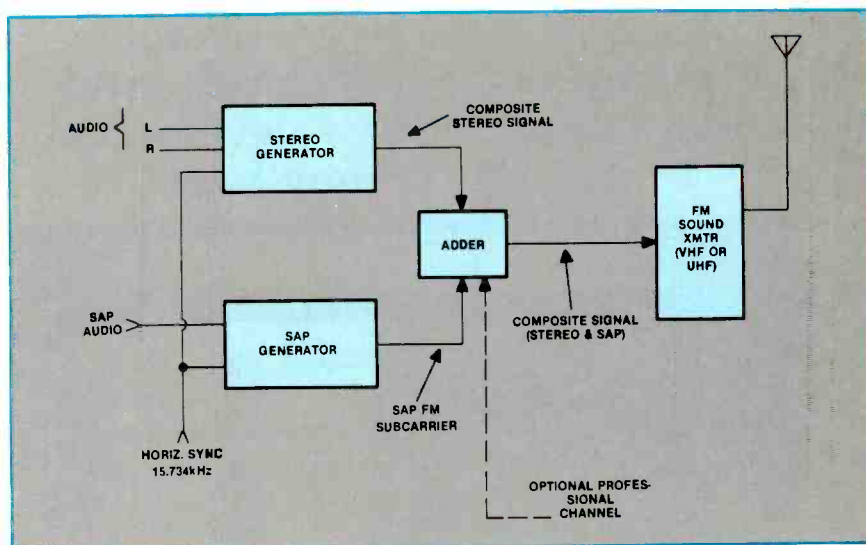 COMPOSITE
STEREO SIGNAL
AUDIO
L
R
STEREO
GENERATOR
FM
SOUND
XMTR
(VHF OR
UHF)
ADDER
SAP
AUDIO
SAP
GENERATOR
COMPOSITE SIGNAL
(STEREO & SAP)
SAP FM
SUBCARRIER
HORIZ. SYNC
15.734kHz
OPTIONAL PROFES-
SIONAL
CHANNEL